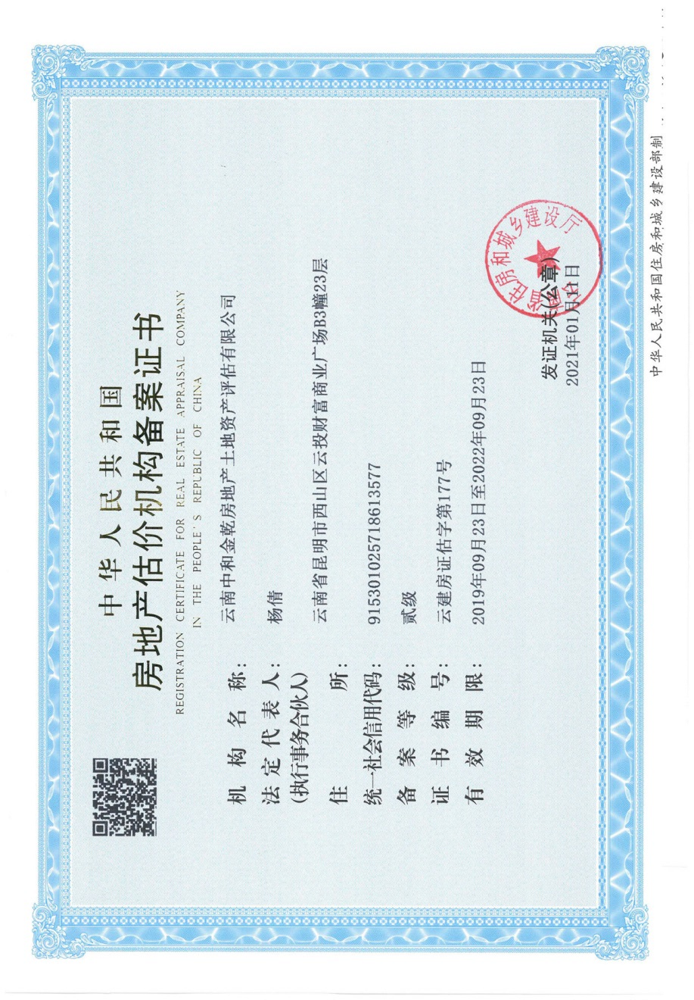 中华人民共和国
房地产估价机构备案证书
REGISTRATION CERTIFICATE FOR REAL ESTATE APPRAISAL COMPANY
IN THE PEOPLE'S REPUBLIC OF CHINA
机构名称：云南中和金乾房地产土地资产评估有限公司
法定代表人：杨倩
(执行事务合伙人)
住所：云南省昆明市西山区云投财富商业广场B3幢23层
统一社会信用代码：915301025718613577
备案等级：贰级
证书编号：云建房证估字第177号
有效期限：2019年09月23日至2022年09月23日
省住房和城乡建设厅
发证机关(公章)
2021年01月11日
中华人民共和国住房和城乡建设部制